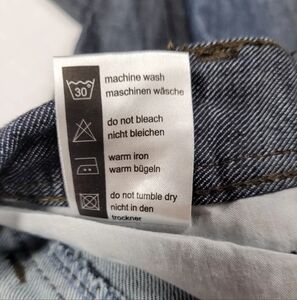 30°
machine wash
maschinen wäsche
do not bleach
nicht bleichen
warm iron
warm bügeln
do not tumble dry
nicht in den
trockner